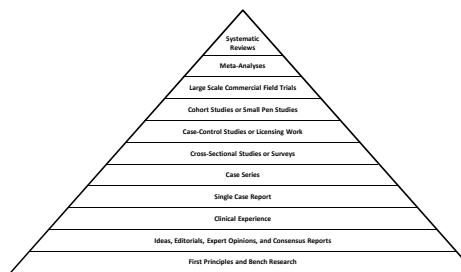 Systematic
Reviews
Meta-Analyses
Large Scale Commercial Field Trials
Cohort Studies or Small Pen Studies
Case-Control Studies or Licensing Work
Cross-Sectional Studies or Surveys
Case Series
Single Case Report
Clinical Experience
Ideas, Editorials, Expert Opinions, and Consensus Reports
First Principles and Bench Research